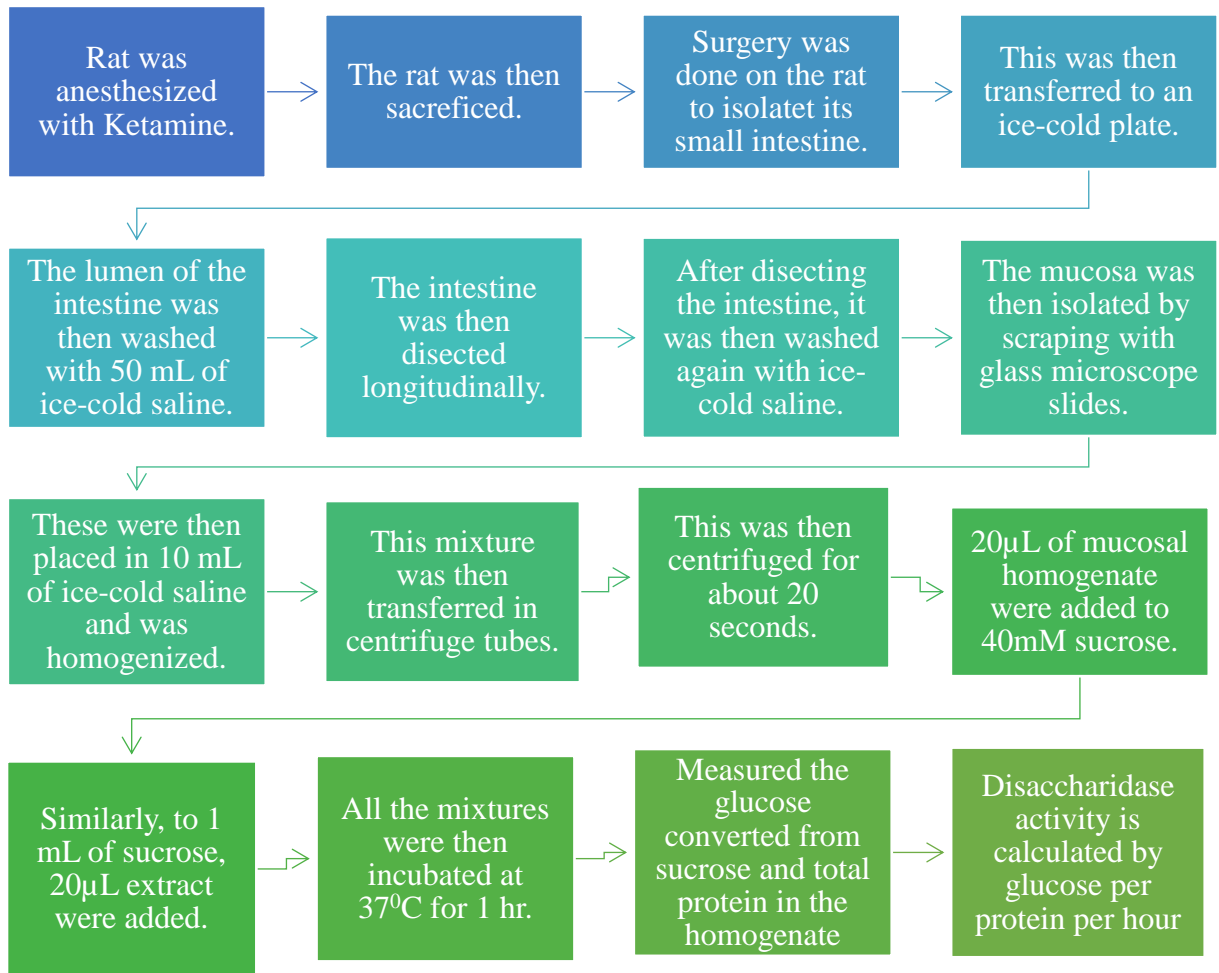 Rat was
anesthesized
with Ketamine.
The rat was then
sacreficed.
Surgery was
done on the rat
to isolatet its
small intestine.
This was then
transferred to an
ice-cold plate.
The lumen of the
intestine was
then washed
with 50 mL of
ice-cold saline.
The intestine
was then
disected
longitudinally.
After disecting
the intestine, it
was then washed
again with ice-
cold saline.
The mucosa was
then isolated by
scraping with
glass microscope
slides.
These were then
placed in 10 mL
of ice-cold saline
and was
homogenized.
This mixture
was then
transferred in
centrifuge tubes.
This was then
centrifuged for
about 20
seconds.
20μL of mucosal
homogenate
were added to
40mM sucrose.
Similarly, to 1
mL of sucrose,
20μL extract
were added.
All the mixtures
were then
incubated at
37⁰C for 1 hr.
Measured the
glucose
converted from
sucrose and total
protein in the
homogenate
Disaccharidase
activity is
calculated by
glucose per
protein per hour